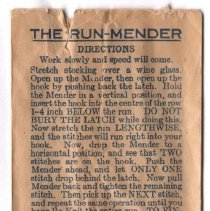 THE RUN-MENDER
DIRECTIONS
Work slowly and speed will come.
Stretch stocking over a wine glass.
Open up Mender, then open up the
hook by pushing back the latch. Hold
the Mender in a vertical position, and
insert the hook into the centre of the row
1-4 inch BELOW the run. DO NOT
BURY THE LATCH while doing this.
Now stretch the run LENGTHWISE,
and the stitches will run right into your
hook. Now, drop the Mender to a
horizontal position, and see that TWO
stitches are on the hook. Push the
Mender ahead, and let ONLY ONE
stitch drop behind the latch. Now pull
Mender back and tighten the remaining
stitch. Then pick up the NEXT stitch,
and repeat the same operation until you